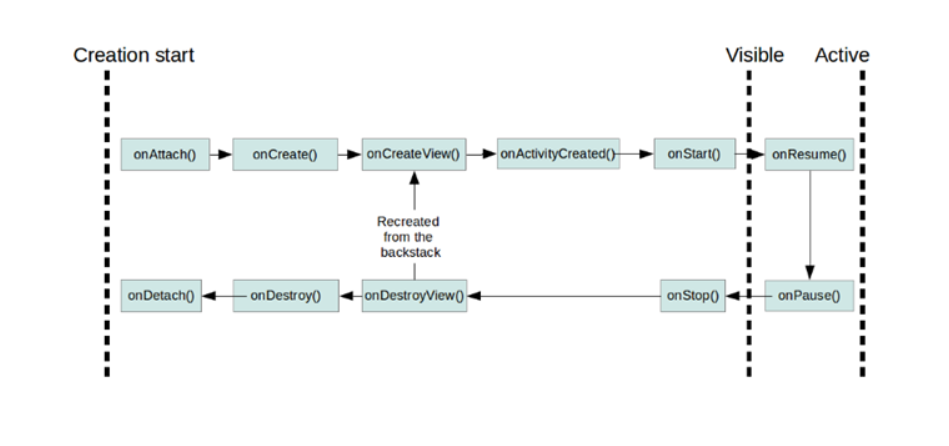 Creation start
Visible
Active
onAttach()
onCreate()
onCreateView()
onActivityCreated()
onStart()
onResume()
Recreated
from the
backstack
onDetach()
onDestroy()
onDestroyView()
onStop()
onPause()